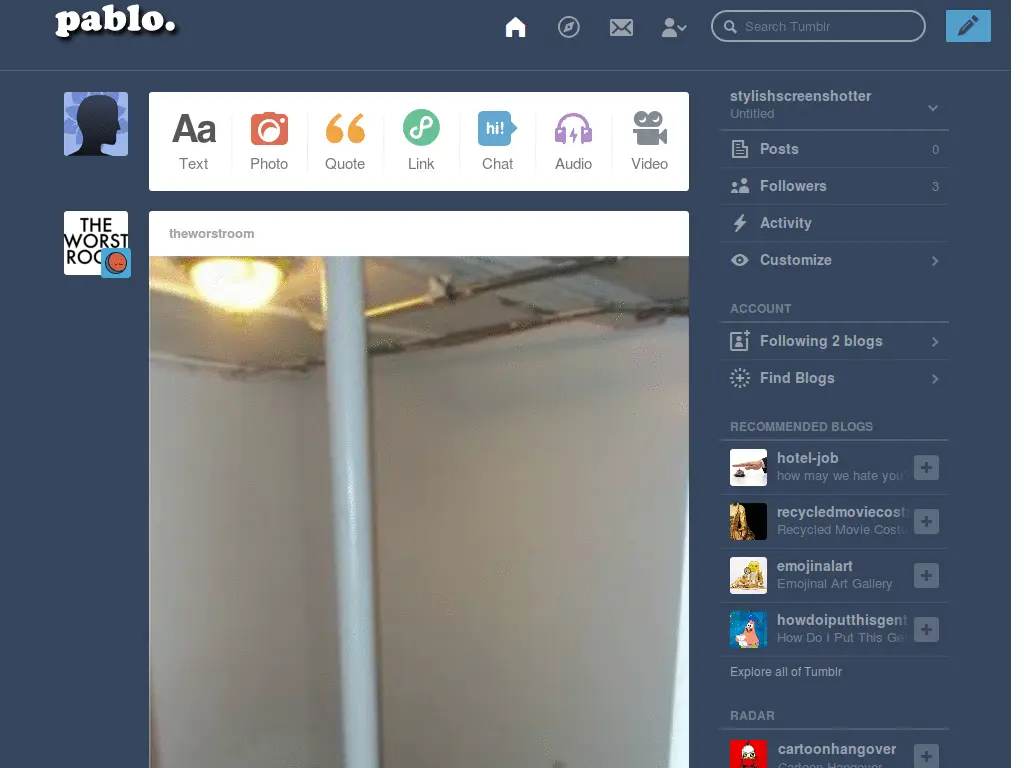 pablo.
Search Tumblr
Aa
Text
Photo
Quote
Link
hi!
Chat
Audio
Video
THE
WORST
theworstroom
stylishscreenshotter
Untitled
Posts 0
Followers 3
Activity
Customize
ACCOUNT
Following 2 blogs
Find Blogs
RECOMMENDED BLOGS
hotel-job
how may we hate you?
recycledmoviecost
Recycled Movie Costu
emojinalart
Emojinal Art Gallery
howdoiputthisgent
How Do I Put This Ge
Explore all of Tumblr
RADAR
cartoonhangover
Cartoon Hangover